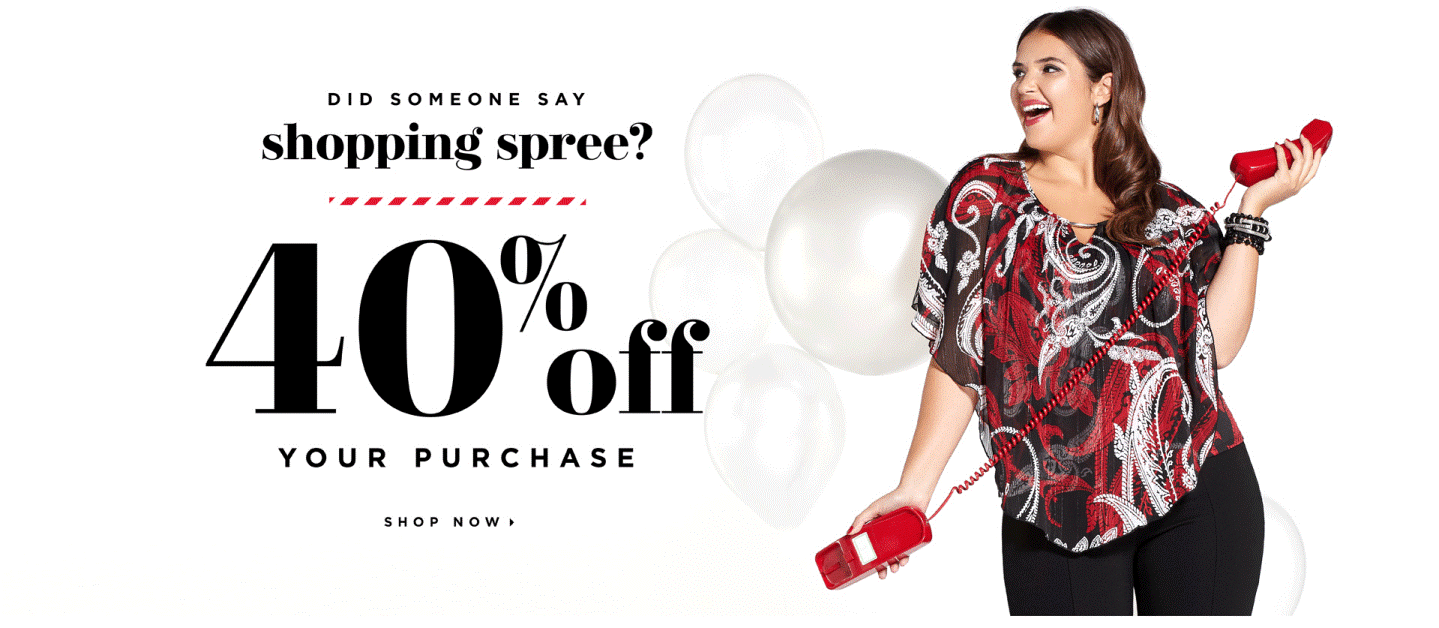 DID SOMEONE SAY
shopping spree?
40% off
YOUR PURCHASE
SHOP NOW